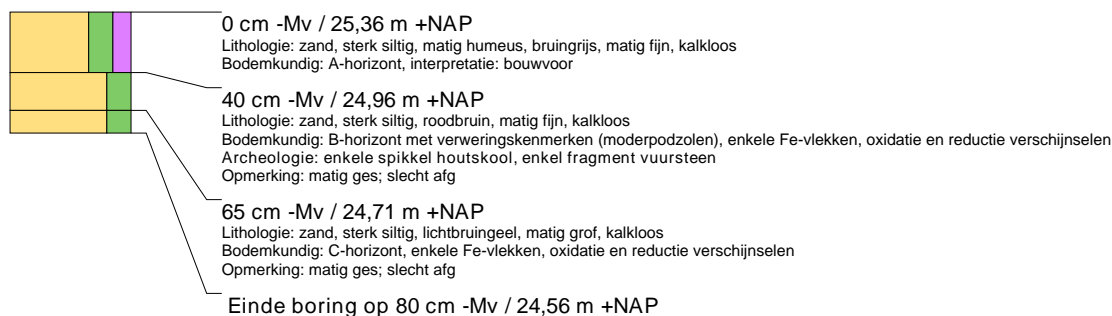 0 cm -Mv / 25,36 m +NAP
Lithologie: zand, sterk siltig, matig humeus, bruingrijs, matig fijn, kalkloos
Bodemkundig: A-horizont, interpretatie: bouwvoor
40 cm -Mv / 24,96 m +NAP
Lithologie: zand, sterk siltig, roodbruin, matig fijn, kalkloos
Bodemkundig: B-horizont met verweringskenmerken (moderpodzolen), enkele Fe-vlekken, oxidatie en reductie verschijnselen
Archeologie: enkele spikkel houtskool, enkel fragment vuursteen
Opmerking: matig ges; slecht afg
65 cm -Mv / 24,71 m +NAP
Lithologie: zand, sterk siltig, lichtbruingeel, matig grof, kalkloos
Bodemkundig: C-horizont, enkele Fe-vlekken, oxidatie en reductie verschijnselen
Opmerking: matig ges; slecht afg
Einde boring op 80 cm -Mv / 24,56 m +NAP